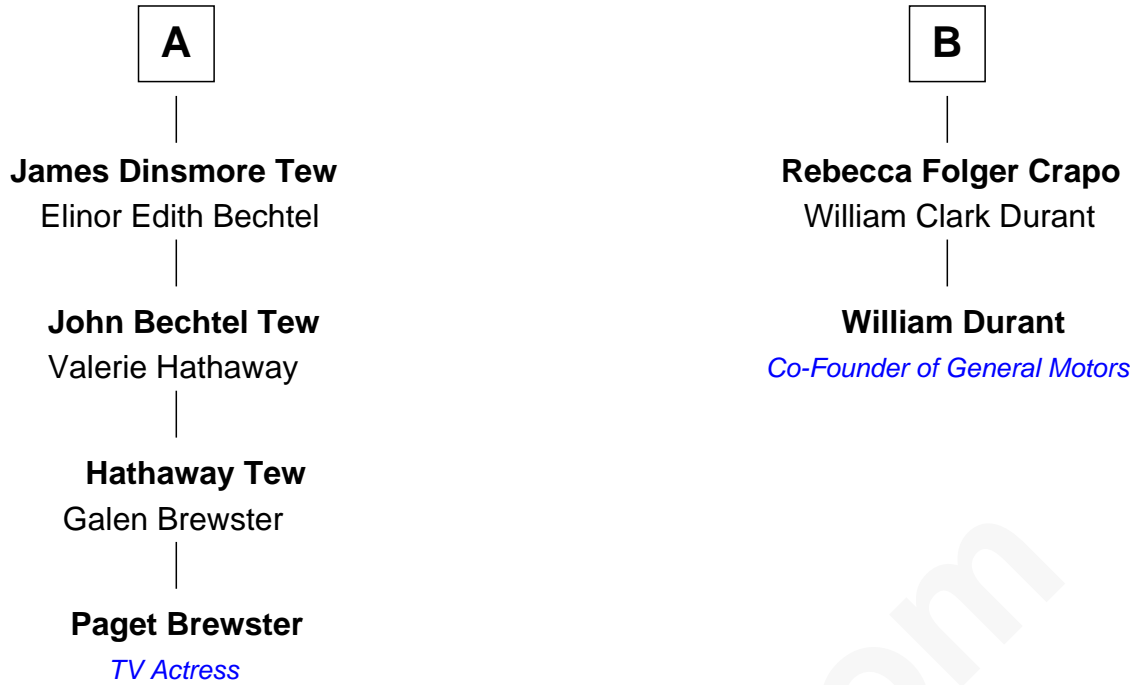 A
James Dinsmore Tew
Elinor Edith Bechtel
John Bechtel Tew
Valerie Hathaway
Hathaway Tew
Galen Brewster
Paget Brewster
TV Actress
B
Rebecca Folger Crapo
William Clark Durant
William Durant
Co-Founder of General Motors
om